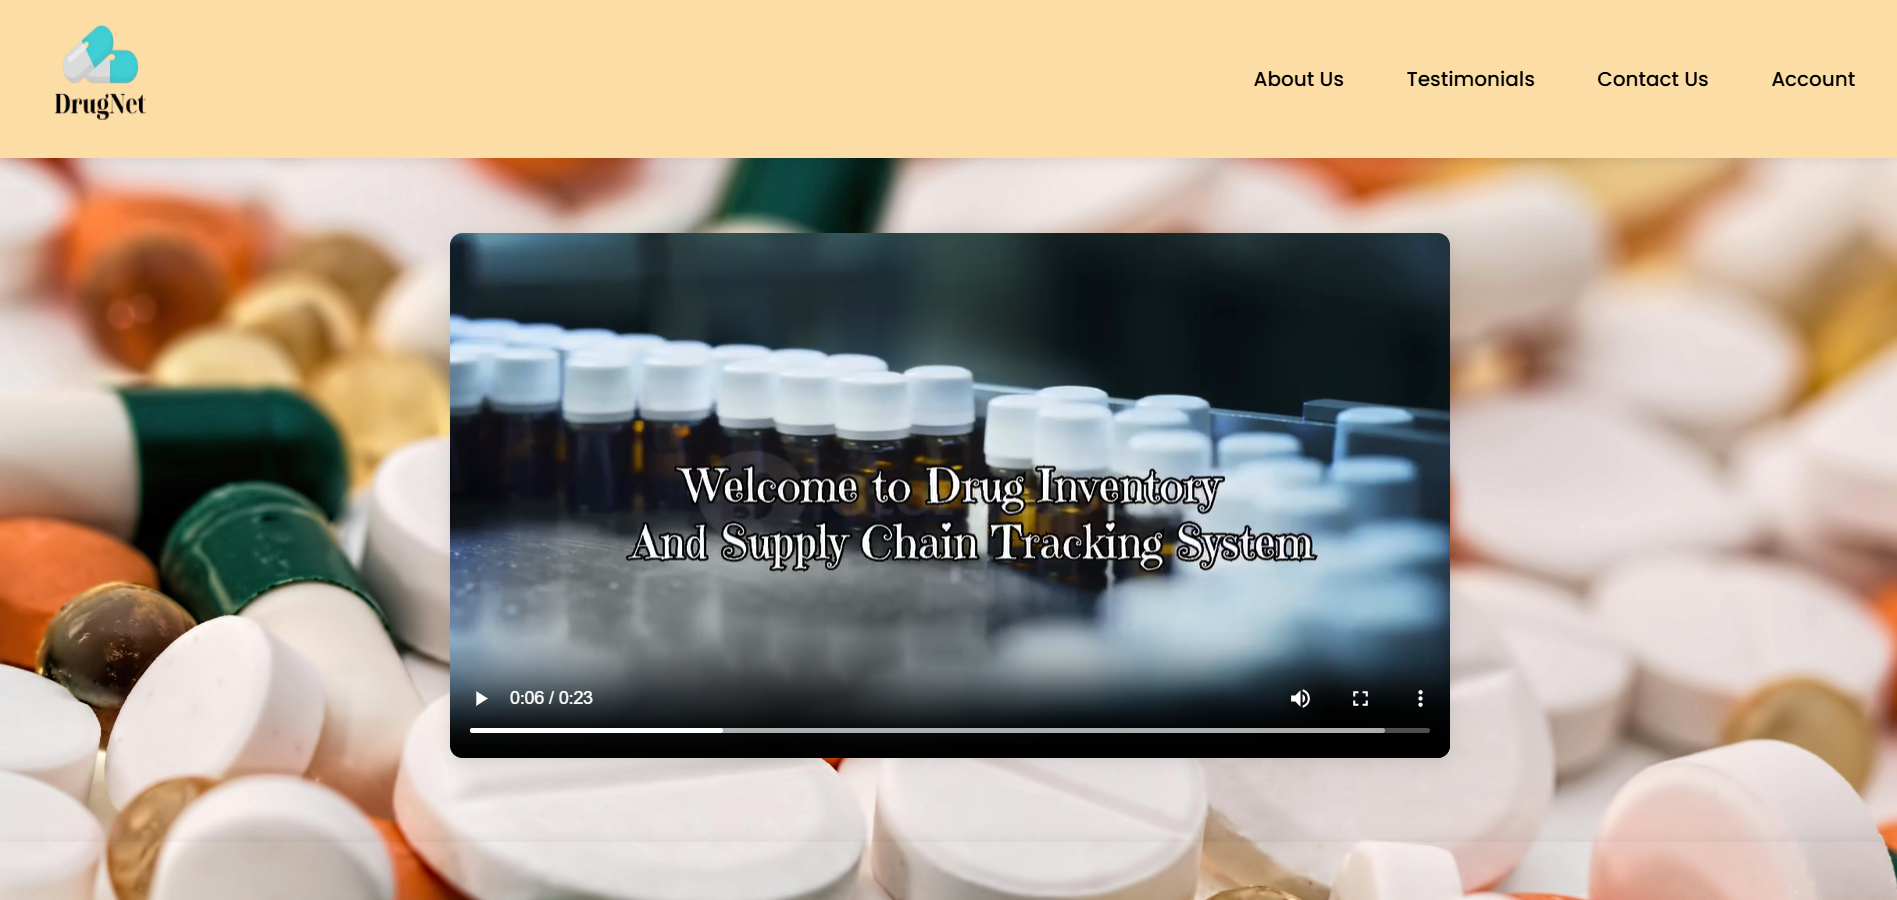 DrugNet
About Us
Testimonials
Contact Us
Account
Welcome to Drug Inventory
And Supply Chain Tracking System
0:06 / 0:23